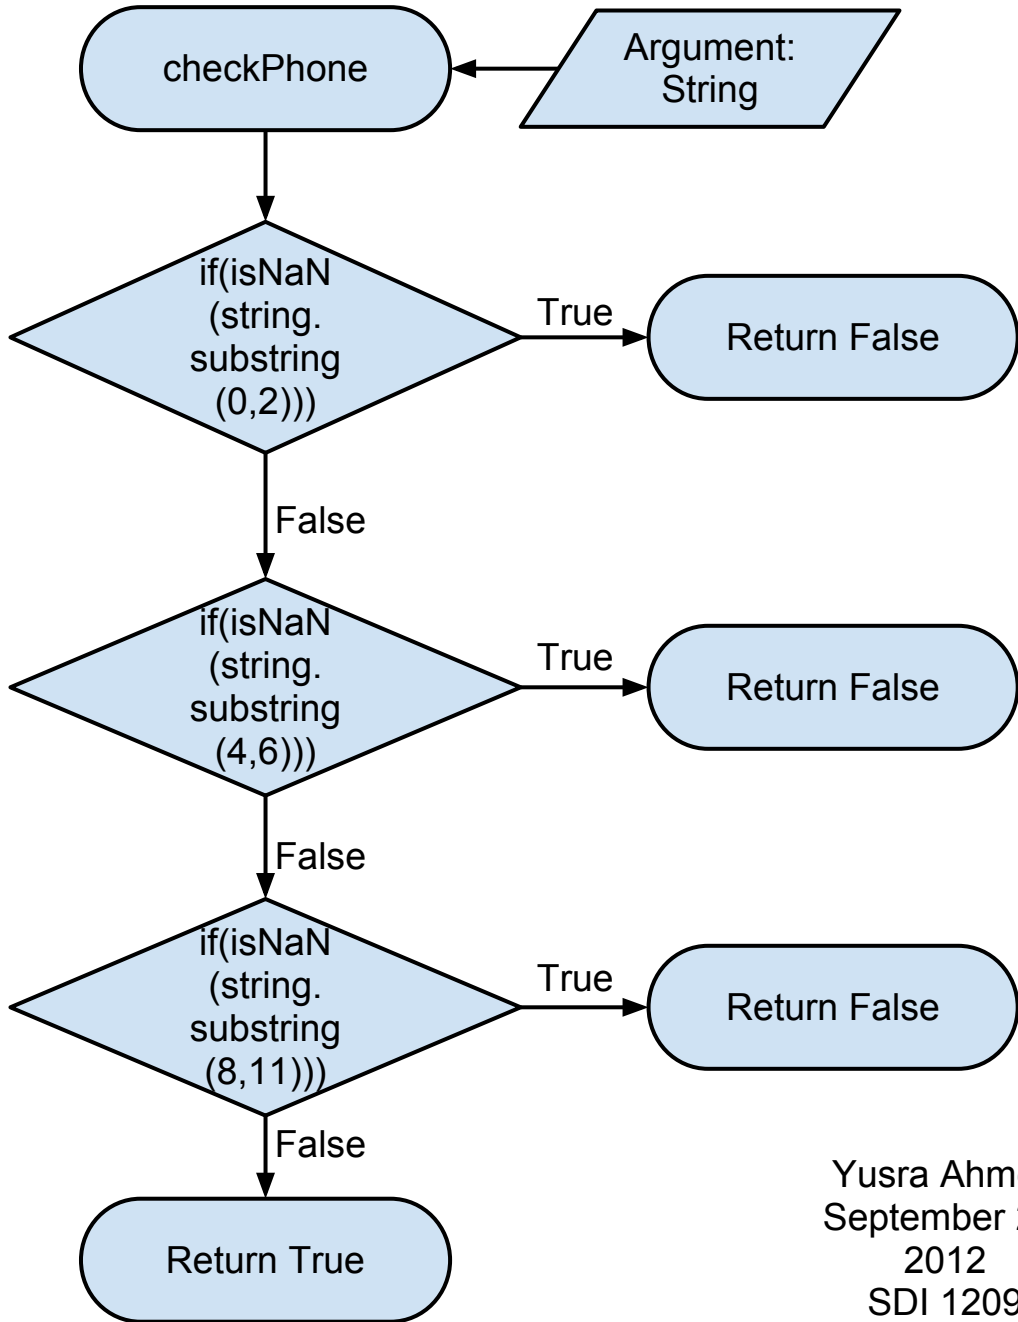 checkPhone
Argument:
String
if(isNaN
(string.
substring
(0,2)))
True
Return False
False
if(isNaN
(string.
substring
(4,6)))
True
Return False
False
if(isNaN
(string.
substring
(8,11)))
True
Return False
False
Return True
Yusra
September
2012
SDI 1209